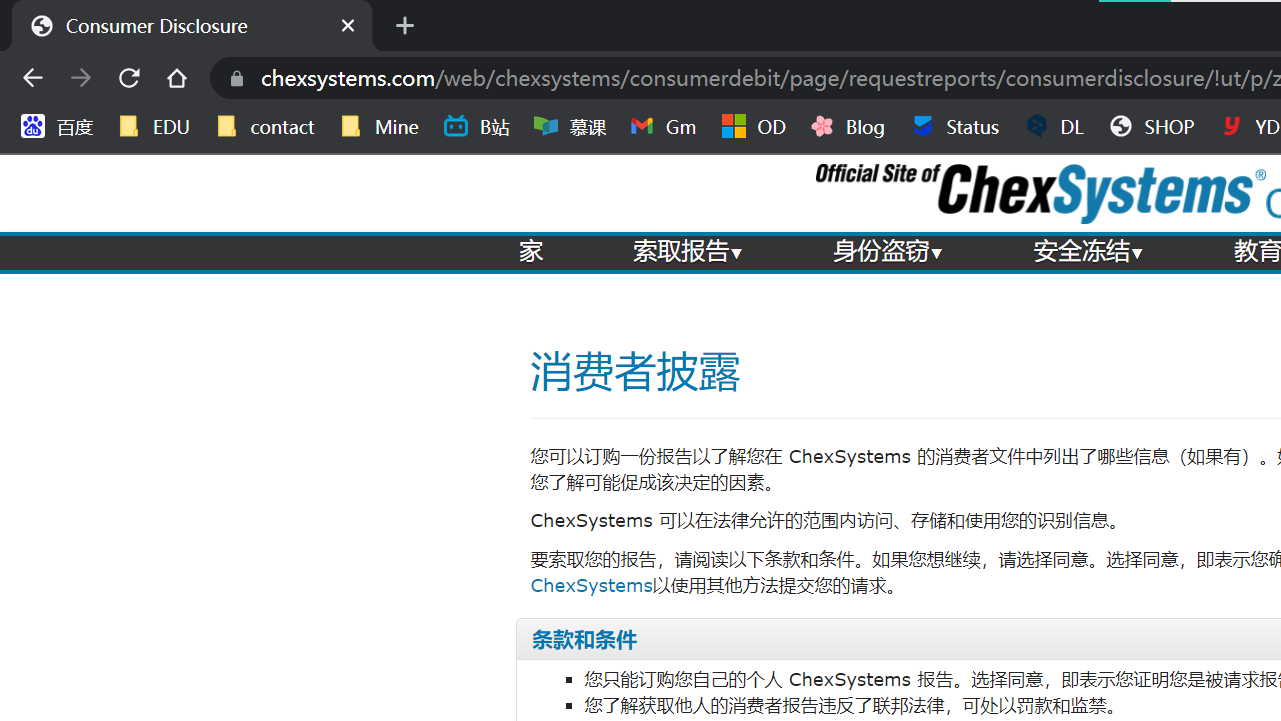 Consumer Disclosure
chexsystems.com/web/chexsystems/consumerdebit/page/requestreports/consumerdisclosure/!ut/p/z
百度 EDU contact Mine B站 慕课 Gm OD Blog Status DL SHOP YD
Official Site of ChexSystems®
家 索取报告▼ 身份盗窃▼ 安全冻结▼ 教育
消费者披露
您可以订购一份报告以了解您在 ChexSystems 的消费者文件中列出了哪些信息（如果有）。如
您了解可能促成该决定的因素。
ChexSystems 可以在法律允许的范围内访问、存储和使用您的识别信息。
要索取您的报告，请阅读以下条款和条件。如果您想继续，请选择同意。选择同意，即表示您确
ChexSystems以使用其他方法提交您的请求。
条款和条件
您只能订购您自己的个人 ChexSystems 报告。选择同意，即表示您证明您是被请求报告
您了解获取他人的消费者报告违反了联邦法律，可处以罚款和监禁。